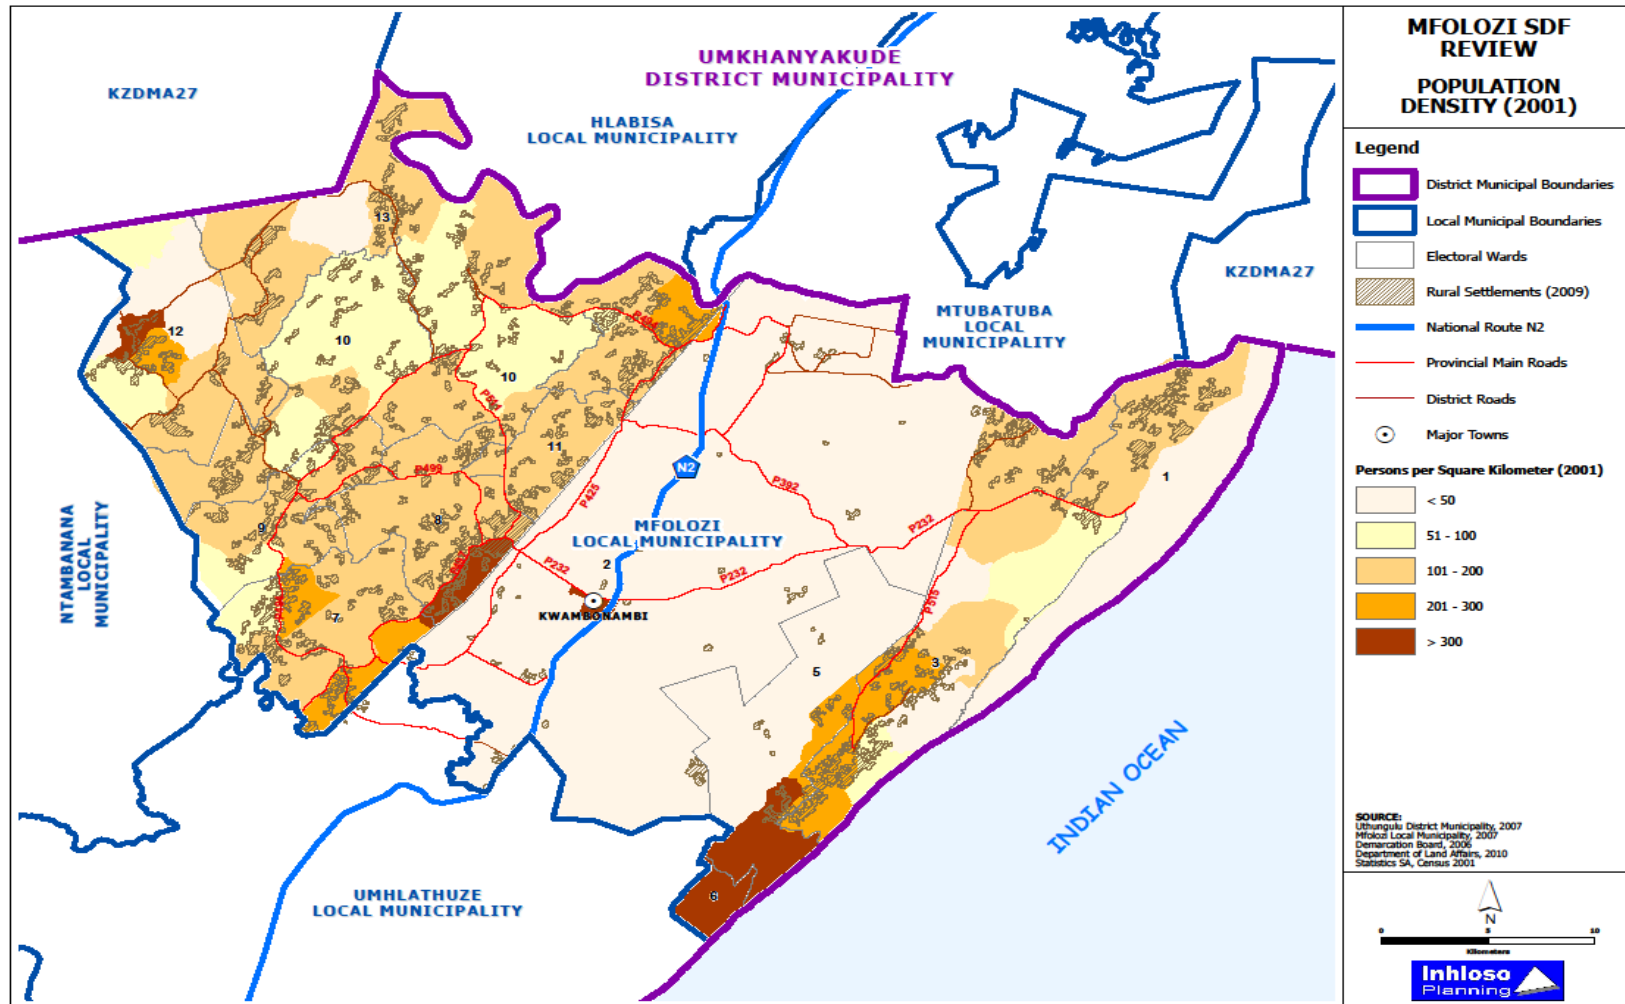 MFOLOZI SDF
REVIEW
POPULATION
DENSITY (2001)
Legend
District Municipal Boundaries
Local Municipal Boundaries
Electoral Wards
Rural Settlements (2009)
National Route N2
Provincial Main Roads
District Roads
Major Towns
Persons per Square Kilometer (2001)
< 50
51 - 100
101 - 200
201 - 300
> 300
SOURCE:
Uthungulu District Municipality, 2007
Mfolozi Local Municipality, 2007
Demarcation Board, 2006
Department of Land Affairs, 2010
Statistics SA, Census 2001
N
0 5 10
Kilometers
Inhloso
Planning
UMKHANYAKUDE
DISTRICT MUNICIPALITY
KZDMA27
HLABISA
LOCAL MUNICIPALITY
KZDMA27
MTUBATUBA
LOCAL
MUNICIPALITY
13
12
10
10
11
P499
N2
P425
P392
1
9
8
P232
MFOLOZI
LOCAL MUNICIPALITY
2
P232
P232
NTAMBANANA
LOCAL
MUNICIPALITY
KWAMBONAMBI
7
P515
5
3
INDIAN OCEAN
6
UMHLATHUZE
LOCAL MUNICIPALITY